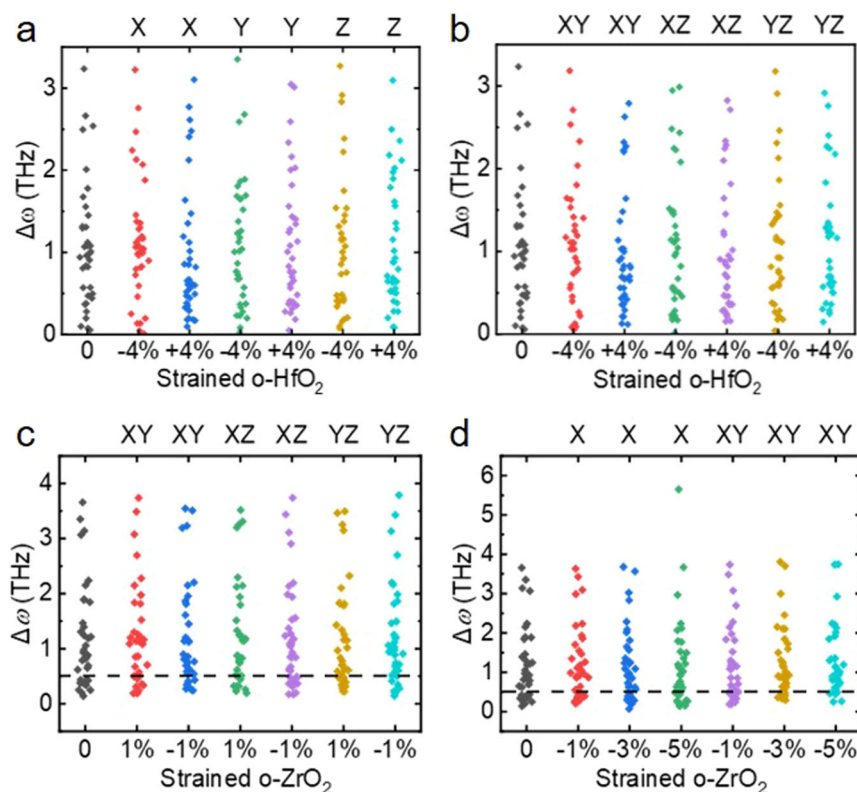 a
X X Y Y Z Z
3
2
1
0
Δω (THz)
0 -4% +4% -4% +4% -4% +4%
Strained o-HfO₂
b
XY XY XZ XZ YZ YZ
3
2
1
0
Δω (THz)
0 -4% +4% -4% +4% -4% +4%
Strained o-HfO₂
c
XY XY XZ XZ YZ YZ
4
3
2
1
0
Δω (THz)
0 1% -1% 1% -1% 1% -1%
Strained o-ZrO₂
d
X X X XY XY XY
6
5
4
3
2
1
0
Δω (THz)
0 -1% -3% -5% -1% -3% -5%
Strained o-ZrO₂